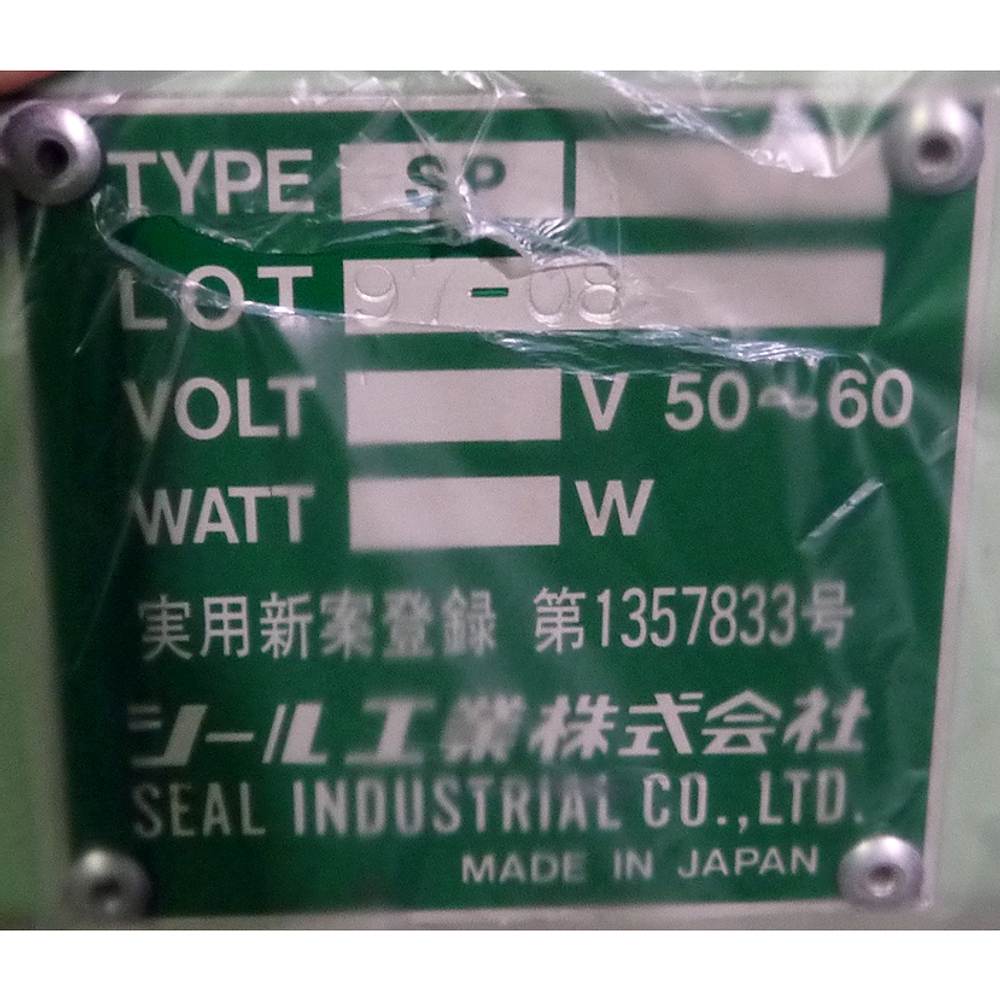 TYPE SP
LOT 97-08
VOLT V 50～60
WATT W
実用新案登録 第1357833号
シール工業株式会社
SEAL INDUSTRIAL CO.,LTD.
MADE IN JAPAN